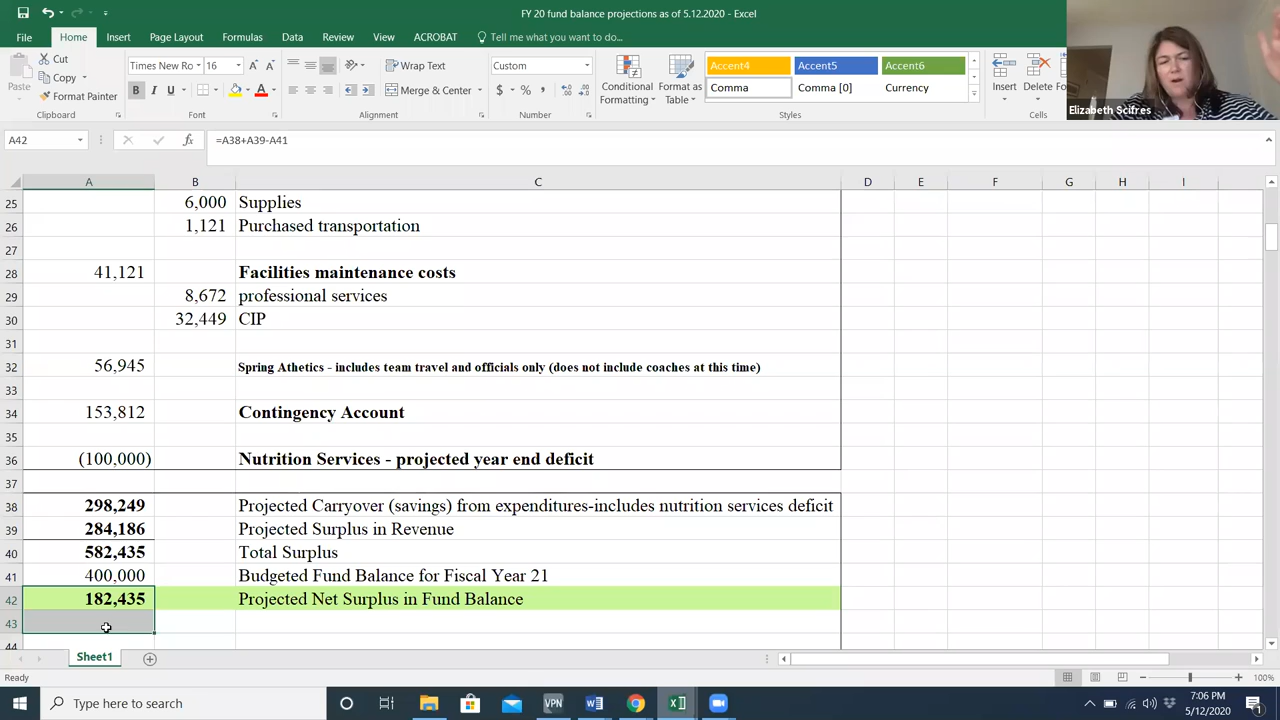 FY 20 fund balance projections as of 5.12.2020 - Excel
File Home Insert Page Layout Formulas Data Review View ACROBAT Tell me what you want to do...
Paste
Cut
Copy
Format Painter
Clipboard
Times New Ro 16
B I U
Font
Wrap Text
Merge & Center
Alignment
Custom
$ % ,
Number
Conditional Formatting
Format as Table
Accent4 Accent5 Accent6
Comma Comma [0] Currency
Styles
Insert Delete Fo
Cells
Elizabeth Scifres
A42 fx =A38+A39-A41
A B C D E F G H I
25 6,000 Supplies
26 1,121 Purchased transportation
27
28 41,121 Facilities maintenance costs
29 8,672 professional services
30 32,449 CIP
31
32 56,945 Spring Athetics - includes team travel and officials only (does not include coaches at this time)
33
34 153,812 Contingency Account
35
36 (100,000) Nutrition Services - projected year end deficit
37
38 298,249 Projected Carryover (savings) from expenditures-includes nutrition services deficit
39 284,186 Projected Surplus in Revenue
40 582,435 Total Surplus
41 400,000 Budgeted Fund Balance for Fiscal Year 21
42 182,435 Projected Net Surplus in Fund Balance
43
44
Sheet1
Ready 100%
Type here to search VPN 7:06 PM
5/12/2020